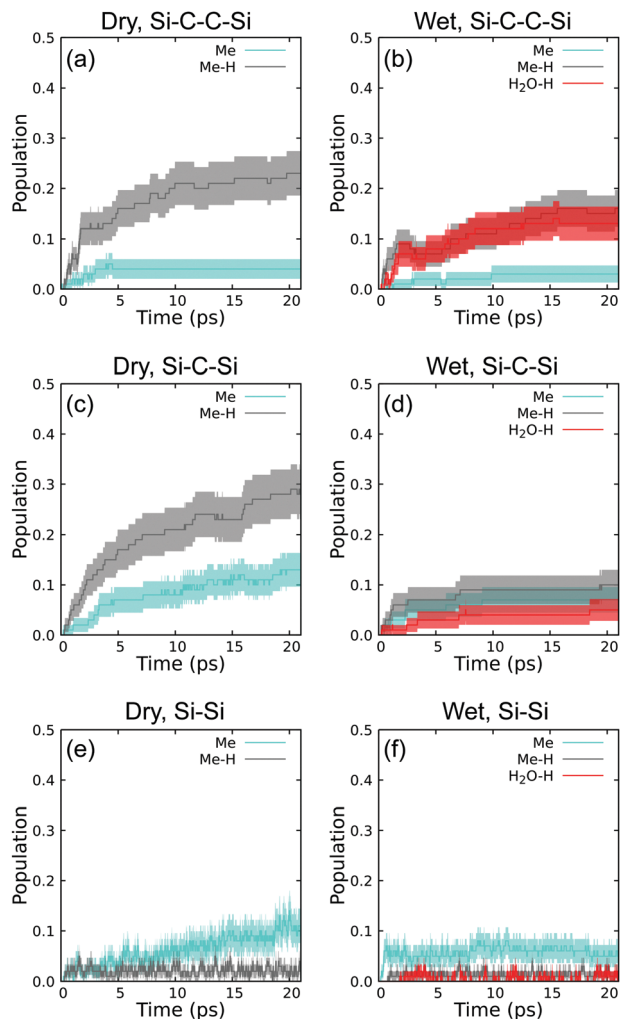 Dry, Si-C-C-Si
(a)
Me
Me-H
0.5
0.4
0.3
0.2
0.1
0.0
Population
0 5 10 15 20
Time (ps)
Wet, Si-C-C-Si
(b)
Me
Me-H
H₂O-H
0.5
0.4
0.3
0.2
0.1
0.0
Population
0 5 10 15 20
Time (ps)
Dry, Si-C-Si
(c)
Me
Me-H
0.5
0.4
0.3
0.2
0.1
0.0
Population
0 5 10 15 20
Time (ps)
Wet, Si-C-Si
(d)
Me
Me-H
H₂O-H
0.5
0.4
0.3
0.2
0.1
0.0
Population
0 5 10 15 20
Time (ps)
Dry, Si-Si
(e)
Me
Me-H
0.5
0.4
0.3
0.2
0.1
0.0
Population
0 5 10 15 20
Time (ps)
Wet, Si-Si
(f)
Me
Me-H
H₂O-H
0.5
0.4
0.3
0.2
0.1
0.0
Population
0 5 10 15 20
Time (ps)